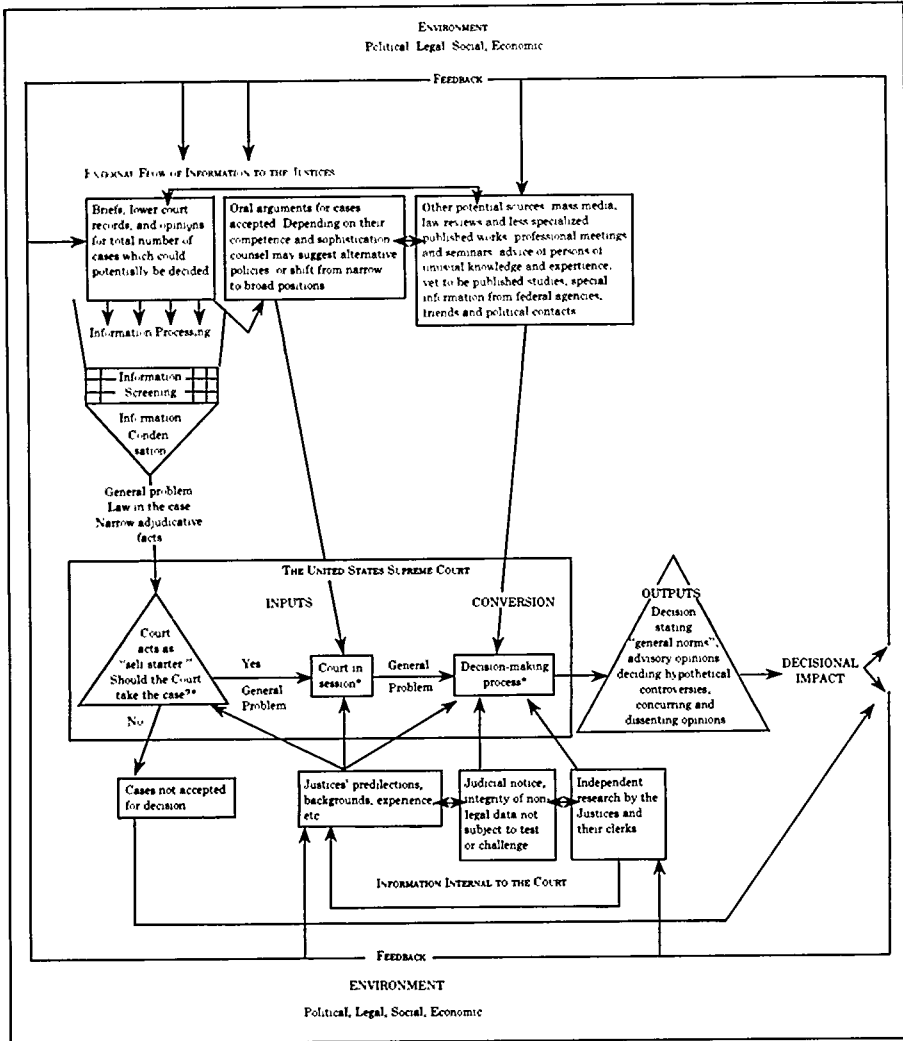 ENVIRONMENT
Political Legal Social, Economic
FEEDBACK
EXTERNAL FLOW OF INFORMATION TO THE JUSTICES
Briefs, lower court
records, and opinions
for total number of
cases which could
potentially be decided
Oral arguments for cases
accepted Depending on their
competence and sophistication
counsel may suggest alternative
policies or shift from narrow
to broad positions
Other potential sources mass media,
law reviews and less specialized
published works professional meetings
and seminars advice of persons of
unusual knowledge and expertience,
yet to be published studies, special
information from federal agencies,
friends and political contacts
Information Processing
Information
Screening
Information
Conden
sation
General problem
Law in the case
Narrow adjudicative
facts
THE UNITED STATES SUPREME COURT
INPUTS
CONVERSION
Court
acts as
"self starter"
Should the Court
take the case?*
Yes
General
Problem
No
Court in
session*
General
Problem
Decision-making
process*
OUTPUTS
Decision
stating
"general norms",
advisory opinions
deciding hypothetical
controversies,
concurring and
dissenting opinions
DECISIONAL
IMPACT
Cases not accepted
for decision
Justices' predilections,
backgrounds, experience,
etc
Judicial notice,
integrity of non-
legal data not
subject to test
or challenge
Independent
research by the
Justices and
their clerks
INFORMATION INTERNAL TO THE COURT
FEEDBACK
ENVIRONMENT
Political, Legal, Social, Economic